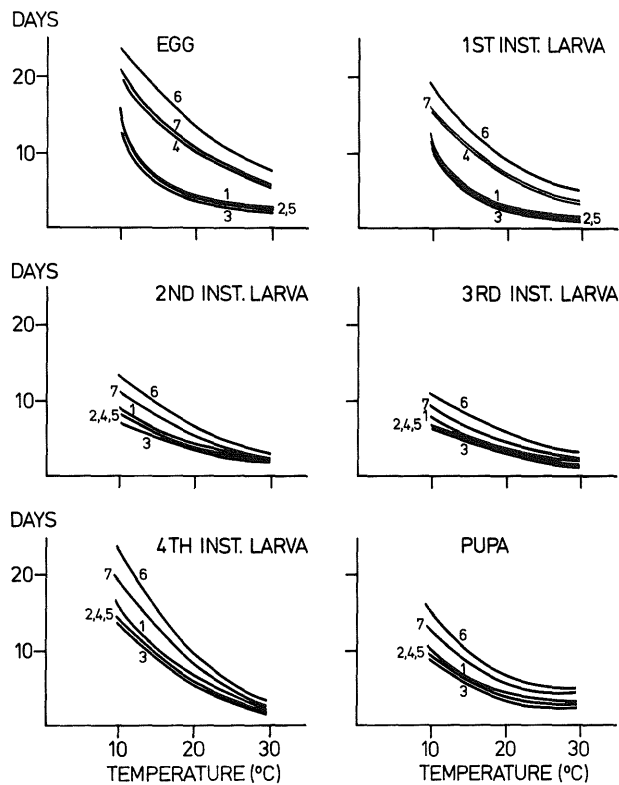 DAYS
EGG
1ST INST. LARVA
20
10
6
7
4
1
3
2,5
7
6
4
1
3
2,5
DAYS
2ND INST. LARVA
3RD INST. LARVA
20
10
7
6
2,4,5
1
3
7
6
2,4,5
1
3
DAYS
4TH INST. LARVA
PUPA
20
10
7
6
2,4,5
1
3
7
6
2,4,5
1
3
10 20 30
10 20 30
TEMPERATURE (°C)
TEMPERATURE (°C)